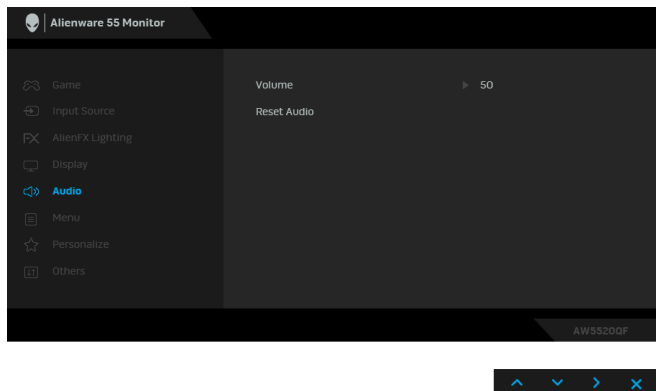 Alienware 55 Monitor
Game
Input Source
AlienFX Lighting
Display
Audio
Menu
Personalize
Others
Volume 50
Reset Audio
AW5520QF